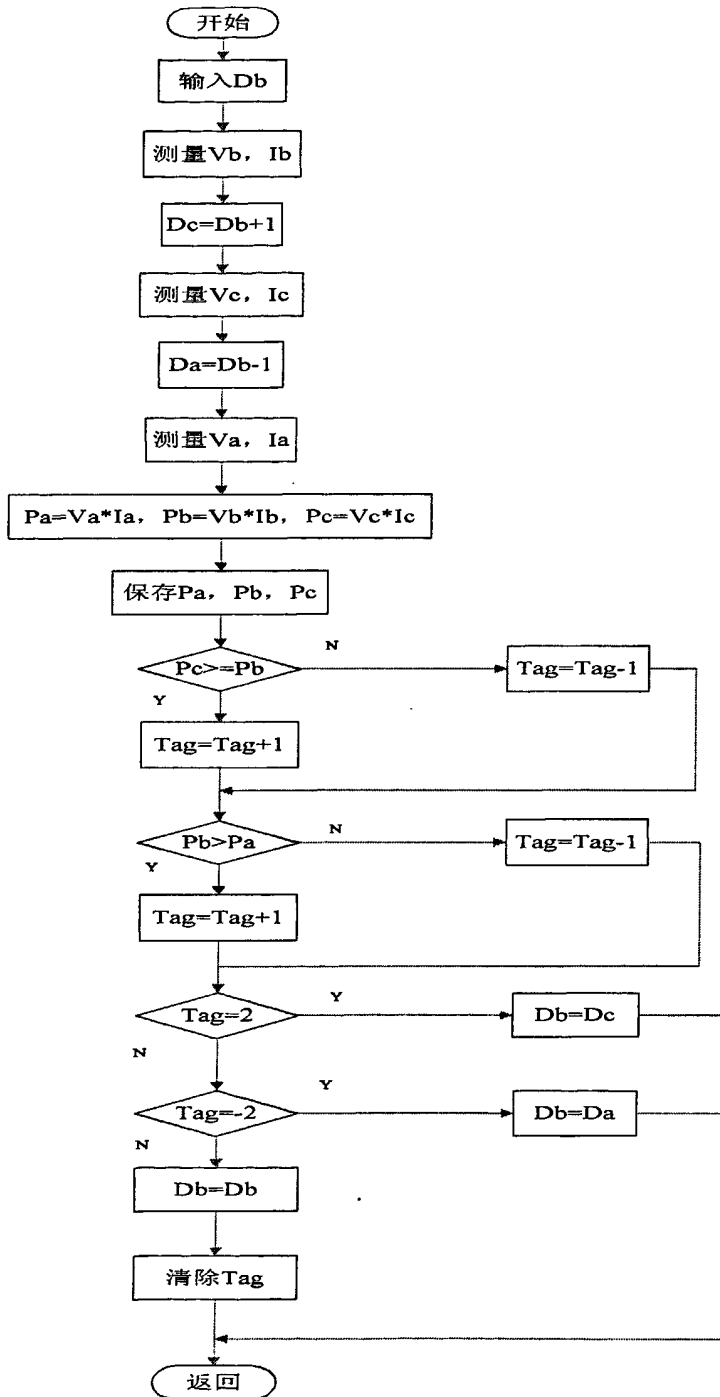 开始
输入Db
测量Vb，Ib
Dc=Db+1
测量Vc，Ic
Da=Db-1
测量Va，Ia
Pa=Va*Ia，Pb=Vb*Ib，Pc=Vc*Ic
保存Pa，Pb，Pc
Pc>=Pb
N
Tag=Tag-1
Y
Tag=Tag+1
Pb>Pa
N
Tag=Tag-1
Y
Tag=Tag+1
Tag=2
Y
Db=Dc
N
Tag=-2
Y
Db=Da
N
Db=Db
清除Tag
返回